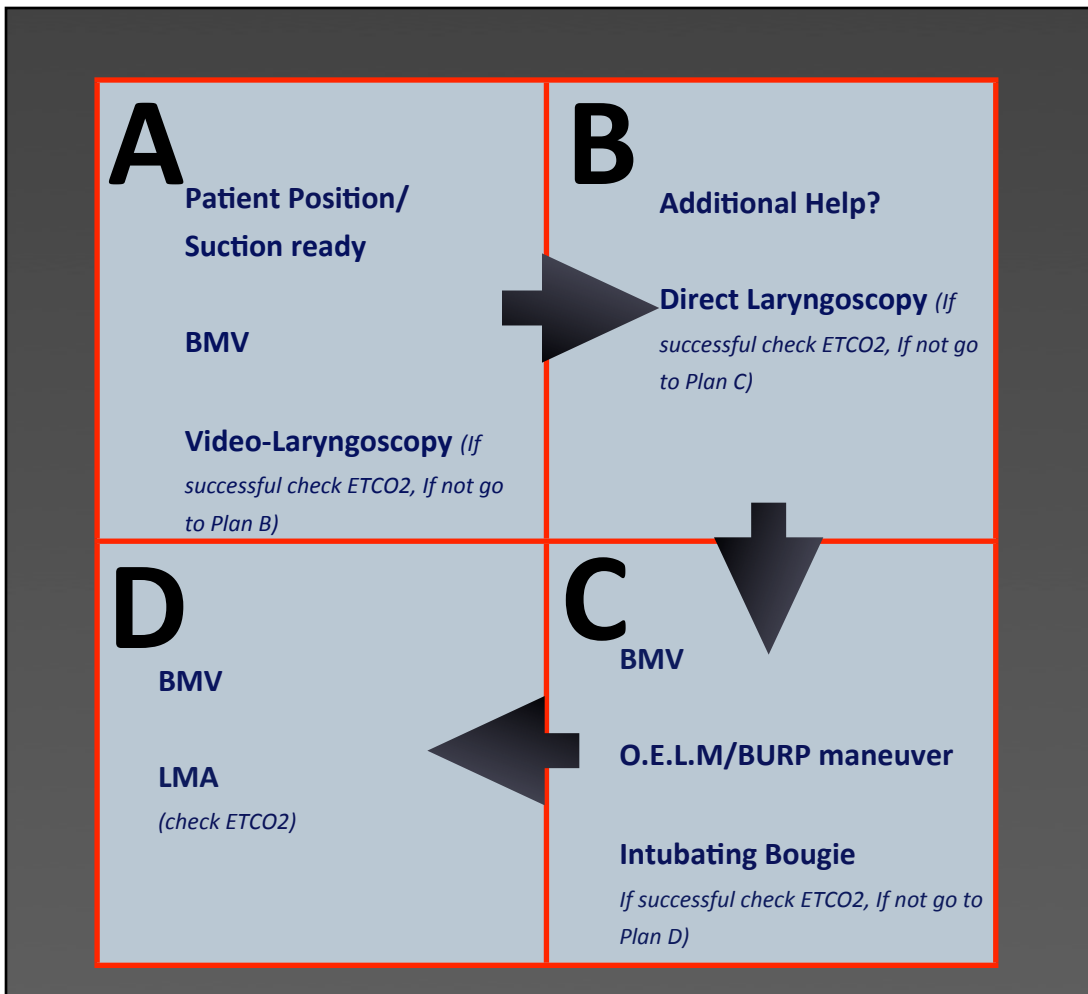 A
Patient Position/
Suction ready
BMV
Video-Laryngoscopy (If
successful check ETCO2, If not go
to Plan B)
B
Additional Help?
Direct Laryngoscopy (If
successful check ETCO2, If not go
to Plan C)
C
BMV
O.E.L.M/BURP maneuver
Intubating Bougie
If successful check ETCO2, If not go to
Plan D)
D
BMV
LMA
(check ETCO2)